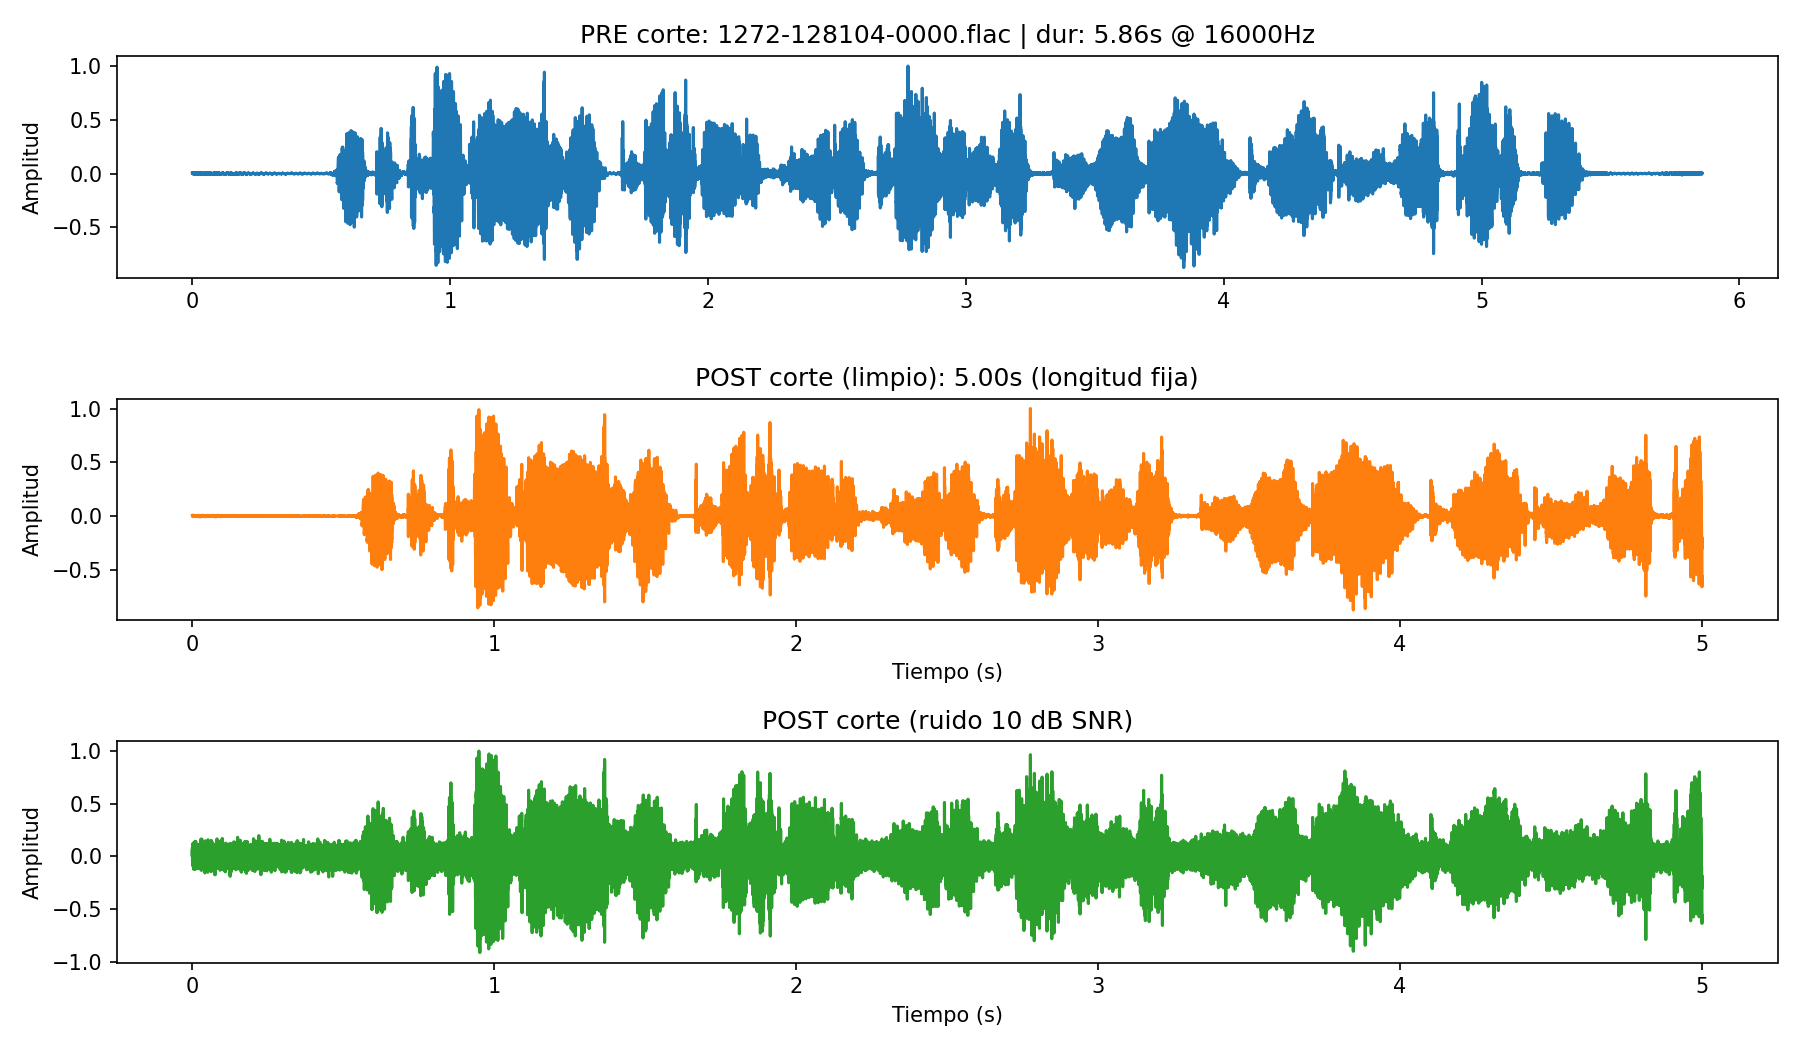 PRE corte: 1272-128104-0000.flac | dur: 5.86s @ 16000Hz
1.0
0.5
0.0
−0.5
Amplitud
0 1 2 3 4 5 6
POST corte (limpio): 5.00s (longitud fija)
1.0
0.5
0.0
−0.5
Amplitud
0 1 2 3 4 5
Tiempo (s)
POST corte (ruido 10 dB SNR)
1.0
0.5
0.0
−0.5
−1.0
Amplitud
0 1 2 3 4 5
Tiempo (s)